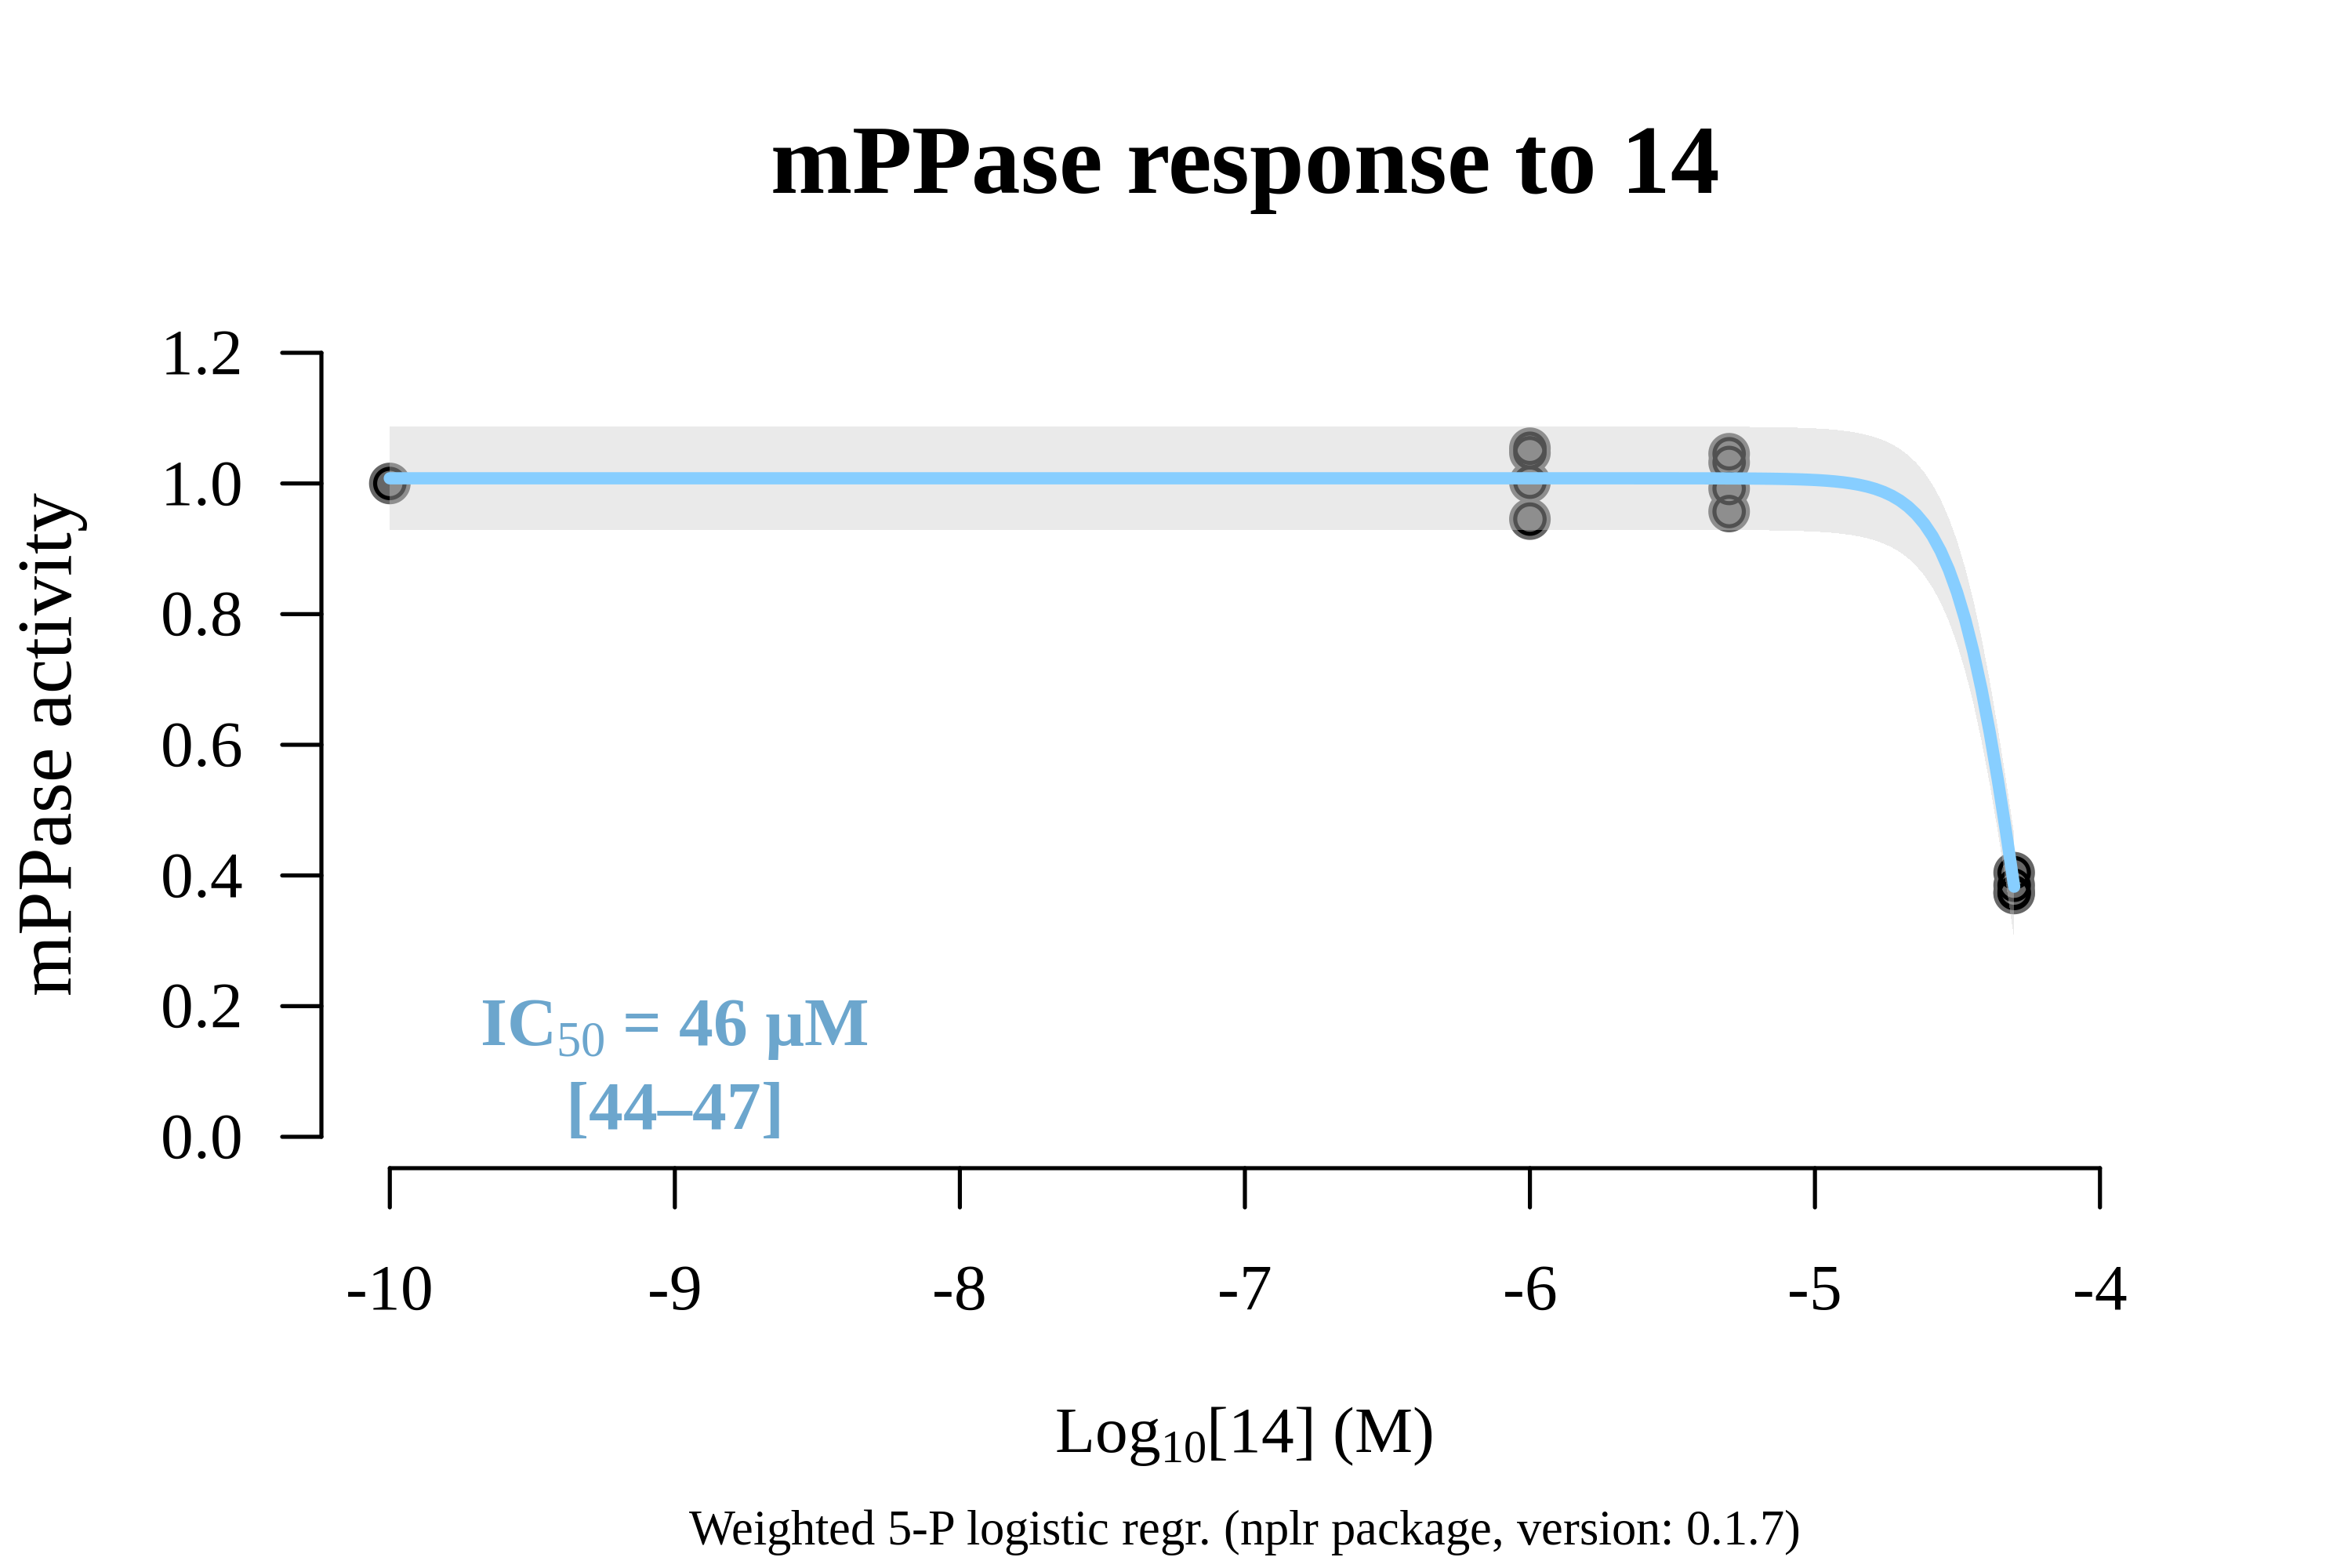 mPPase response to 14
mPPase activity
1.2
1.0
0.8
0.6
0.4
0.2
0.0
IC50 = 46 µM
[44–47]
-10 -9 -8 -7 -6 -5 -4
Log10[14] (M)
Weighted 5-P logistic regr. (nplr package, version: 0.1.7)